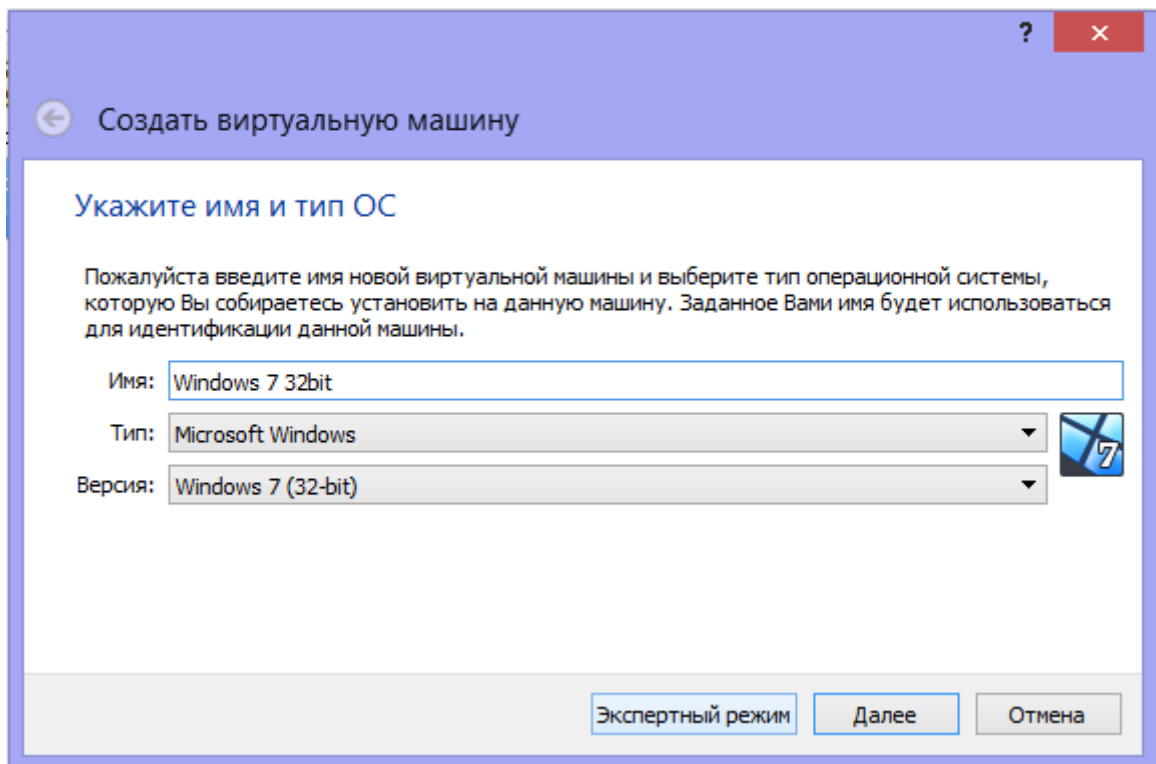 ?
Создать виртуальную машину
Укажите имя и тип ОС
Пожалуйста введите имя новой виртуальной машины и выберите тип операционной системы,
которую Вы собираетесь установить на данную машину. Заданное Вами имя будет использоваться
для идентификации данной машины.
Имя: Windows 7 32bit
Тип: Microsoft Windows
7
Версия: Windows 7 (32-bit)
Экспертный режим Далее Отмена